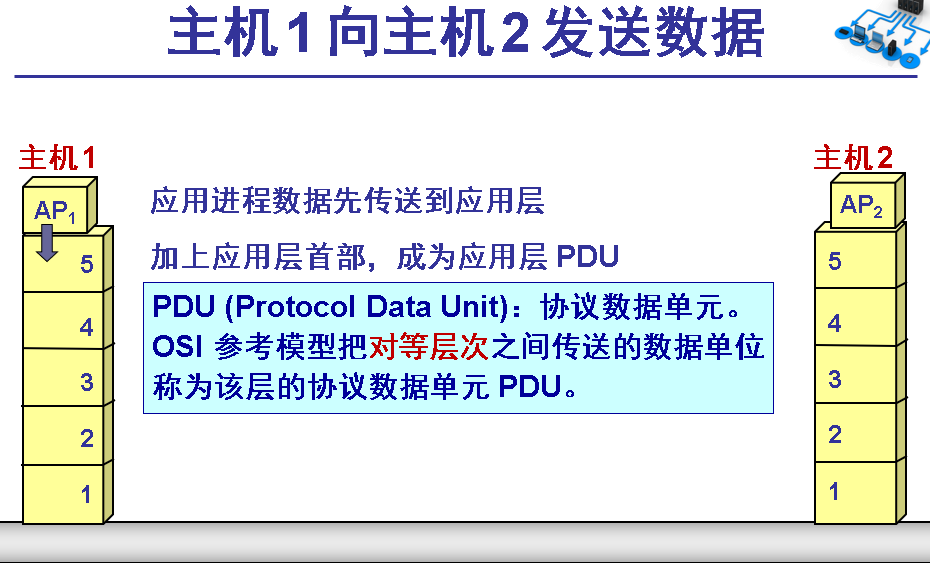 主机1向主机2发送数据
主机1
主机2
AP1
AP2
应用进程数据先传送到应用层
加上应用层首部，成为应用层 PDU
PDU (Protocol Data Unit)：协议数据单元。
OSI 参考模型把对等层次之间传送的数据单位
称为该层的协议数据单元 PDU。
5
4
3
2
1
5
4
3
2
1